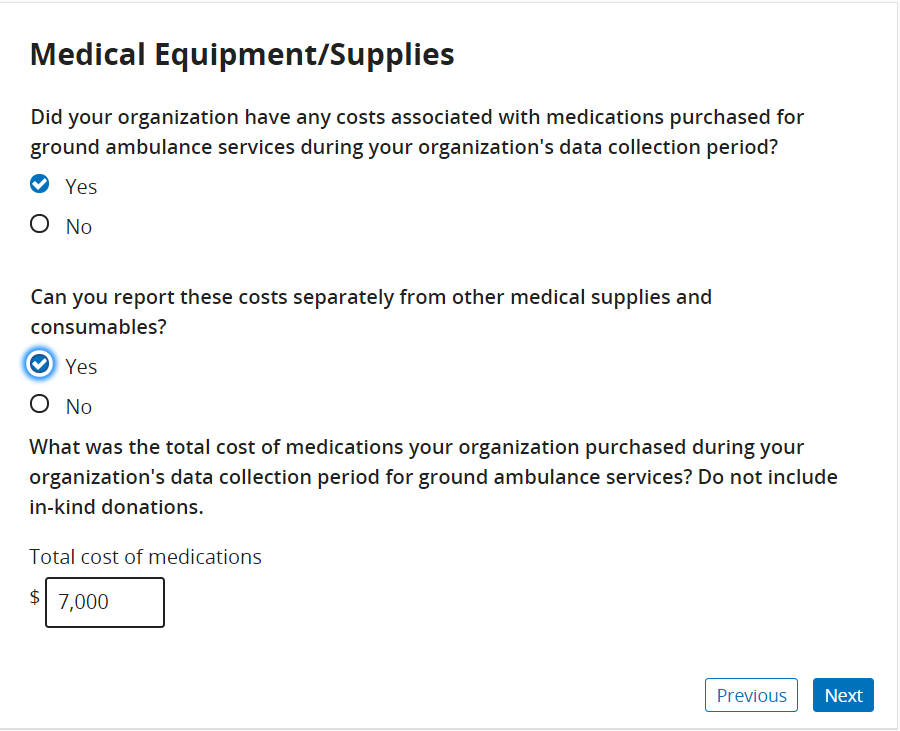 Medical Equipment/Supplies
Did your organization have any costs associated with medications purchased for
ground ambulance services during your organization's data collection period?
Yes
No
Can you report these costs separately from other medical supplies and
consumables?
Yes
No
What was the total cost of medications your organization purchased during your
organization's data collection period for ground ambulance services? Do not include
in-kind donations.
Total cost of medications
$ 7,000
Previous Next